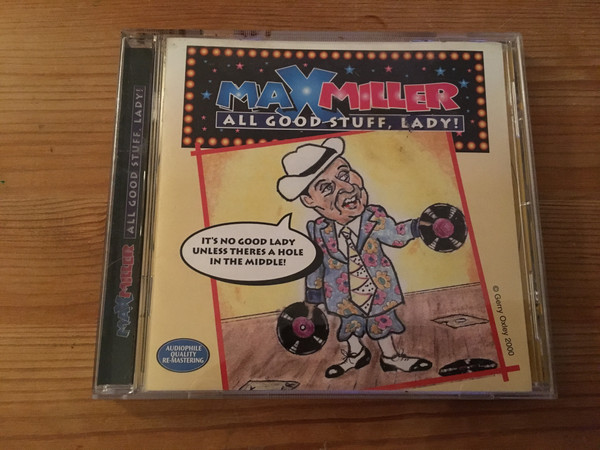 MAX MILLER
ALL GOOD STUFF, LADY!
MAX MILLER ALL GOOD STUFF, LADY!
IT'S NO GOOD LADY
UNLESS THERES A HOLE
IN THE MIDDLE!
AUDIOPHILE
QUALITY
RE-MASTERING
© Gerry Oxley 2000